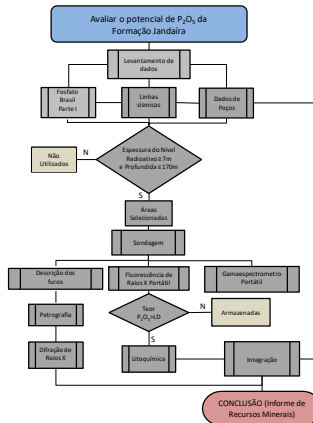 Avaliar o potencial de P₂O₅ da
Formação Jandaíra
Levantamento de
dados
Fosfato
Brasil
Parte I
Linhas
sísmicas
Dados de
Poços
Espessura do Nível
Radioativo ≥ 7m
e Profundida ≤ 170m
N
Não
Utilizados
S
Áreas
Selecionadas
Sondagem
Descrição dos
furos
Fluorescência de
Raios X Portátil
Gamaespectrometro
Portátil
Petrografia
Teor
P₂O₅>LD
N
Armazenadas
S
Difração de
Raios X
Litoquímica
Integração
CONCLUSÃO (Informe de
Recursos Minerais)